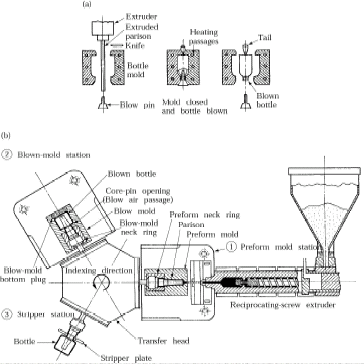 (a)
Extruder
Extruded
parison
Knife
Bottle
mold
Blow pin
Heating
passages
Mold closed
and bottle blown
Tail
Blown
bottle
(b)
2 Blown-mold station
Blown bottle
Core-pin opening
(Blow air passage)
Blow mold
Blow-mold
neck ring
Preform neck ring
Parison
Preform mold
1 Preform mold station
Blow-mold
bottom plug
Indexing direction
Reciprocating-screw extruder
3 Stripper station
Bottle
Transfer head
Stripper plate